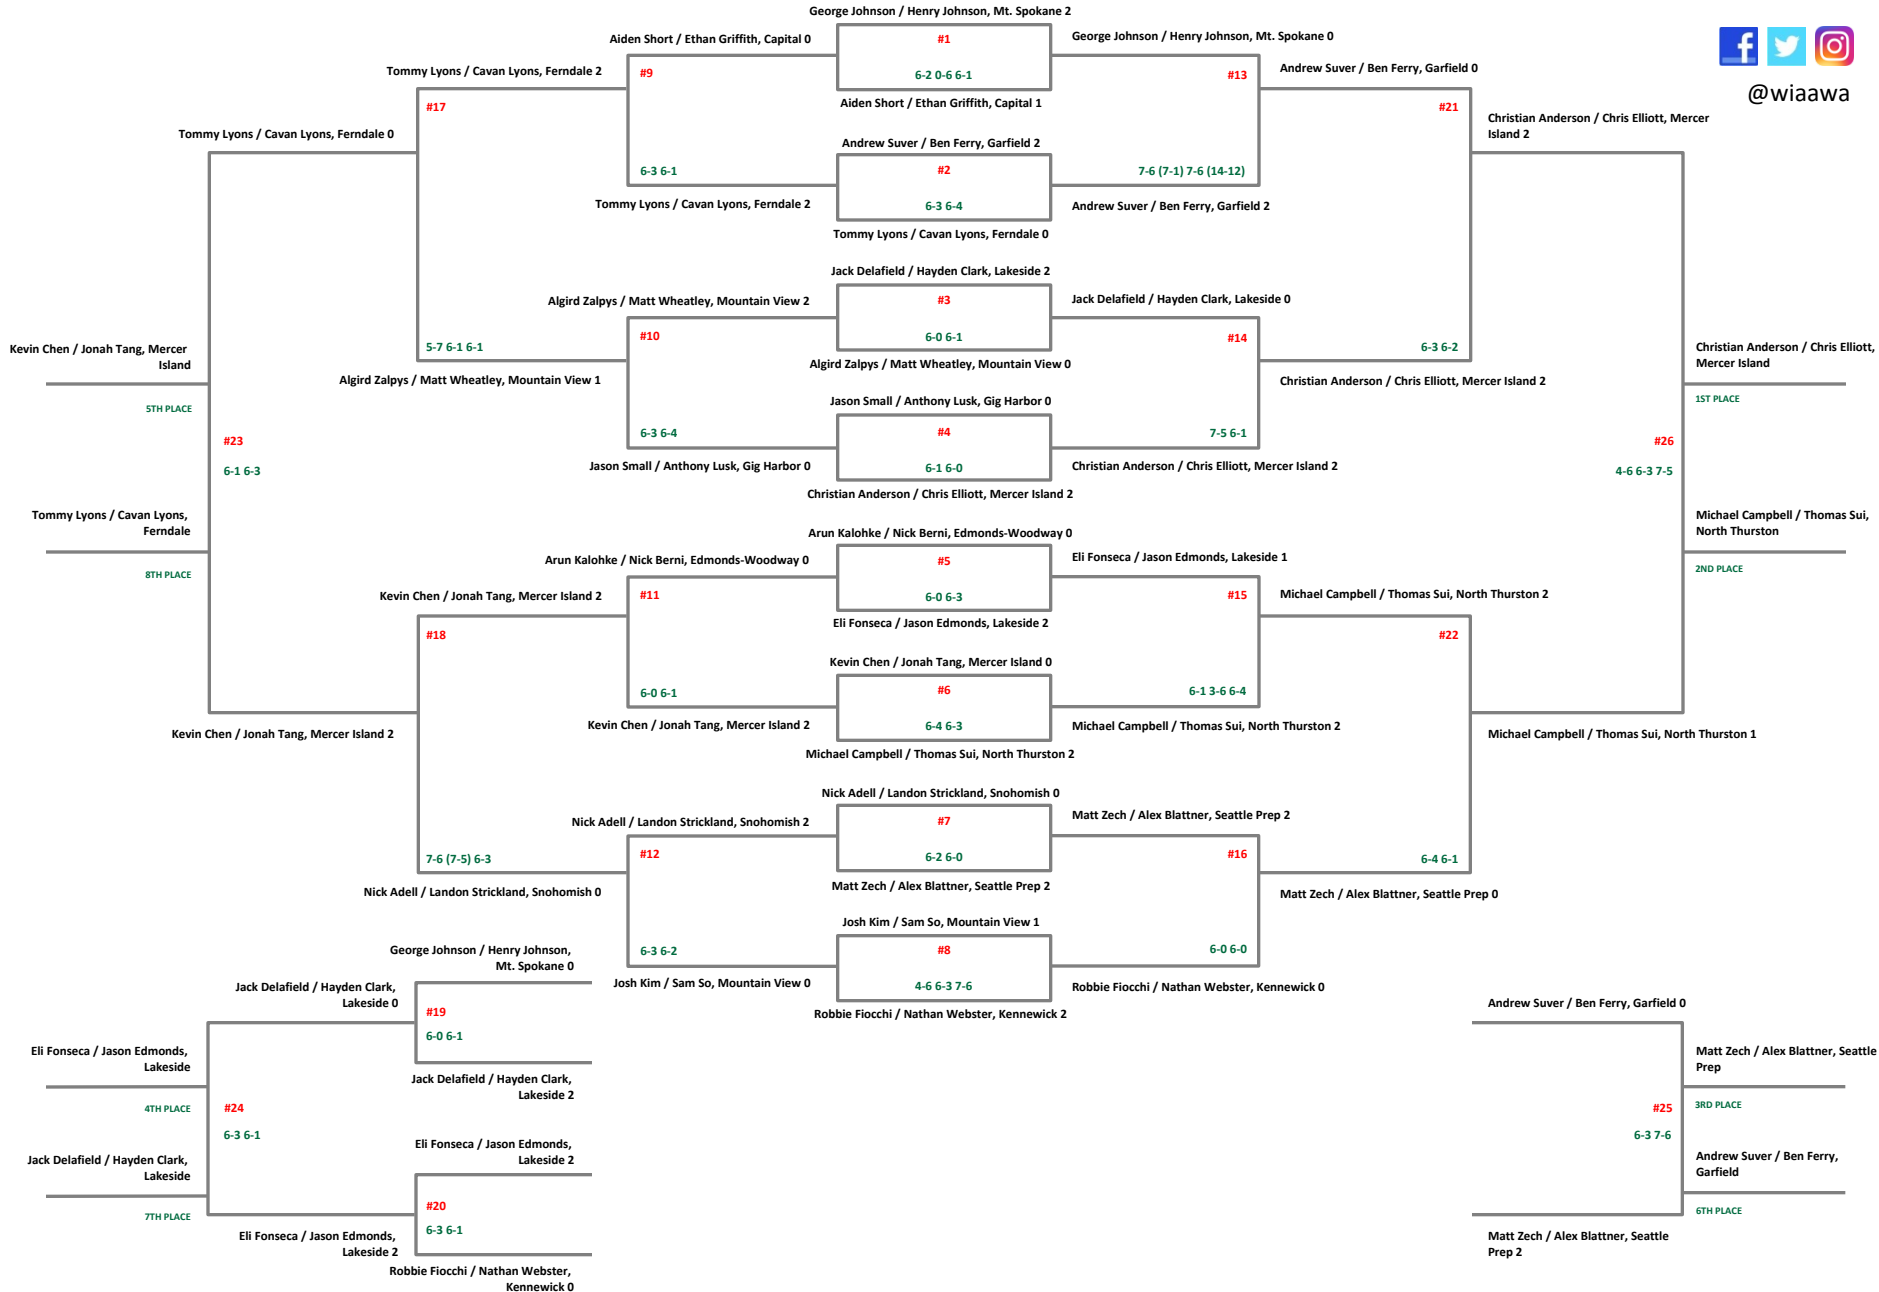 George Johnson / Henry Johnson, Mt. Spokane 2
Aiden Short / Ethan Griffith, Capital 0
#1
George Johnson / Henry Johnson, Mt. Spokane 0
Tommy Lyons / Cavan Lyons, Ferndale 2
#9
6-2 0-6 6-1
#13
Andrew Suver / Ben Ferry, Garfield 0
@wiaawa
#17
Aiden Short / Ethan Griffith, Capital 1
#21
Tommy Lyons / Cavan Lyons, Ferndale 0
Christian Anderson / Chris Elliott, Mercer
Island 2
Andrew Suver / Ben Ferry, Garfield 2
6-3 6-1
#2
7-6 (7-1) 7-6 (14-12)
Tommy Lyons / Cavan Lyons, Ferndale 2
6-3 6-4
Andrew Suver / Ben Ferry, Garfield 2
Tommy Lyons / Cavan Lyons, Ferndale 0
Jack Delafield / Hayden Clark, Lakeside 2
Algird Zalpys / Matt Wheatley, Mountain View 2
#3
Jack Delafield / Hayden Clark, Lakeside 0
#10
6-0 6-1
#14
Kevin Chen / Jonah Tang, Mercer
Island
5-7 6-1 6-1
6-3 6-2
Christian Anderson / Chris Elliott,
Mercer Island
Algird Zalpys / Matt Wheatley, Mountain View 0
Algird Zalpys / Matt Wheatley, Mountain View 1
Christian Anderson / Chris Elliott, Mercer Island 2
5TH PLACE
Jason Small / Anthony Lusk, Gig Harbor 0
1ST PLACE
#23
6-3 6-4
#4
7-5 6-1
#26
6-1 6-3
Jason Small / Anthony Lusk, Gig Harbor 0
6-1 6-0
Christian Anderson / Chris Elliott, Mercer Island 2
4-6 6-3 7-5
Christian Anderson / Chris Elliott, Mercer Island 2
Tommy Lyons / Cavan Lyons,
Ferndale
Michael Campbell / Thomas Sui,
North Thurston
Arun Kalohke / Nick Berni, Edmonds-Woodway 0
Arun Kalohke / Nick Berni, Edmonds-Woodway 0
#5
Eli Fonseca / Jason Edmonds, Lakeside 1
8TH PLACE
2ND PLACE
Kevin Chen / Jonah Tang, Mercer Island 2
#11
6-0 6-3
#15
Michael Campbell / Thomas Sui, North Thurston 2
#18
Eli Fonseca / Jason Edmonds, Lakeside 2
#22
Kevin Chen / Jonah Tang, Mercer Island 0
6-0 6-1
#6
6-1 3-6 6-4
Kevin Chen / Jonah Tang, Mercer Island 2
6-4 6-3
Michael Campbell / Thomas Sui, North Thurston 2
Kevin Chen / Jonah Tang, Mercer Island 2
Michael Campbell / Thomas Sui, North Thurston 1
Michael Campbell / Thomas Sui, North Thurston 2
Nick Adell / Landon Strickland, Snohomish 0
Nick Adell / Landon Strickland, Snohomish 2
#7
Matt Zech / Alex Blattner, Seattle Prep 2
7-6 (7-5) 6-3
#12
6-2 6-0
#16
6-4 6-1
Nick Adell / Landon Strickland, Snohomish 0
Matt Zech / Alex Blattner, Seattle Prep 2
Matt Zech / Alex Blattner, Seattle Prep 0
Josh Kim / Sam So, Mountain View 1
George Johnson / Henry Johnson,
Mt. Spokane 0
6-3 6-2
#8
6-0 6-0
Jack Delafield / Hayden Clark,
Lakeside 0
Josh Kim / Sam So, Mountain View 0
4-6 6-3 7-6
Robbie Fiocchi / Nathan Webster, Kennewick 0
Andrew Suver / Ben Ferry, Garfield 0
#19
Robbie Fiocchi / Nathan Webster, Kennewick 2
6-0 6-1
Eli Fonseca / Jason Edmonds,
Lakeside
Matt Zech / Alex Blattner, Seattle
Prep
Jack Delafield / Hayden Clark,
Lakeside 2
4TH PLACE
#24
#25
3RD PLACE
6-3 6-1
6-3 7-6
Eli Fonseca / Jason Edmonds,
Lakeside 2
Jack Delafield / Hayden Clark,
Lakeside
Andrew Suver / Ben Ferry,
Garfield
7TH PLACE
#20
6TH PLACE
6-3 6-1
Eli Fonseca / Jason Edmonds,
Lakeside 2
Matt Zech / Alex Blattner, Seattle
Prep 2
Robbie Fiocchi / Nathan Webster,
Kennewick 0